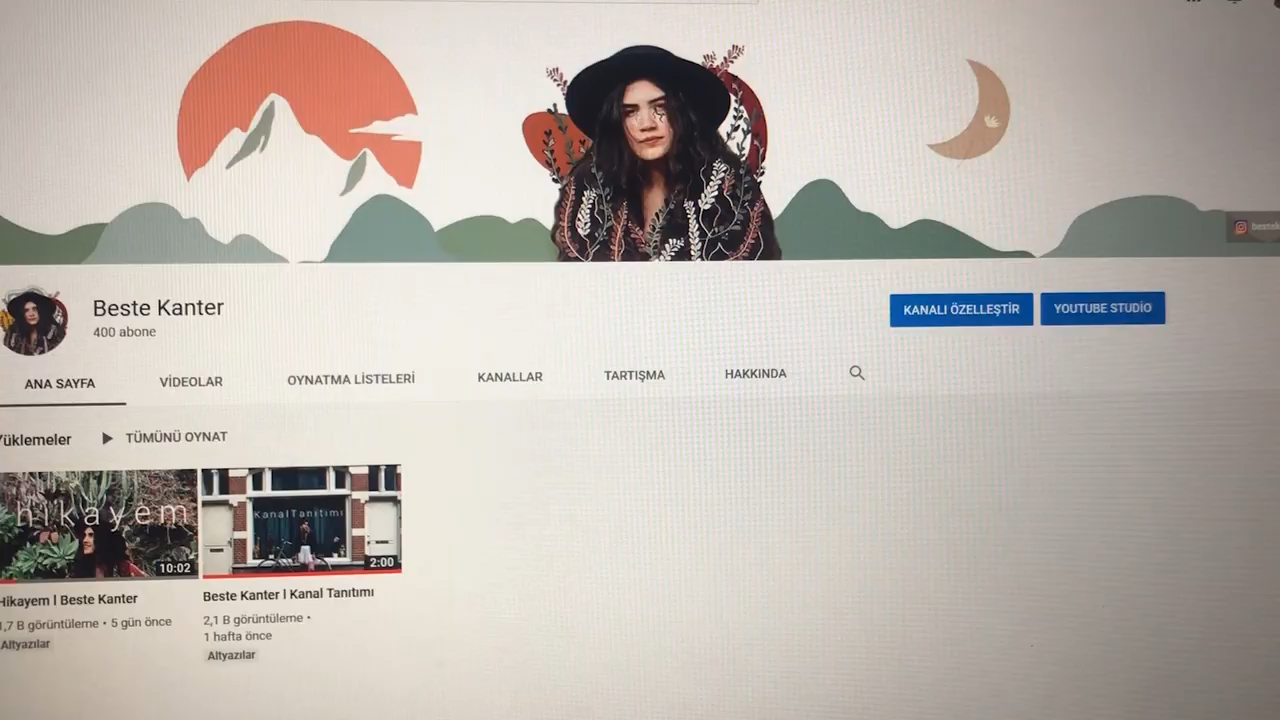 Beste Kanter
400 abone
KANALI ÖZELLEŞTİR
YOUTUBE STUDIO
ANA SAYFA
VİDEOLAR
OYNATMA LİSTELERİ
KANALLAR
TARTIŞMA
HAKKINDA
Yüklemeler
TÜMÜNÜ OYNAT
hikayem
10:02
KanalTanıtımı
2:00
Hikayem l Beste Kanter
1,7 B görüntüleme • 5 gün önce
Altyazılar
Beste Kanter l Kanal Tanıtımı
2,1 B görüntüleme •
1 hafta önce
Altyazılar